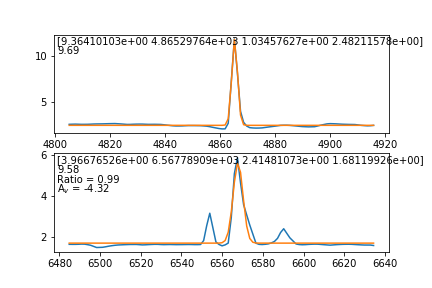 [9.36410103e+00 4.86529764e+03 1.03457627e+00 2.48211578e+00]
9.69
10
5
4800 4820 4840 4860 4880 4900 4920
[3.96676526e+00 6.56778909e+03 2.41481073e+00 1.68119926e+00]
9.58
Ratio = 0.99
Aᵥ = -4.32
6
4
2
6480 6500 6520 6540 6560 6580 6600 6620 6640